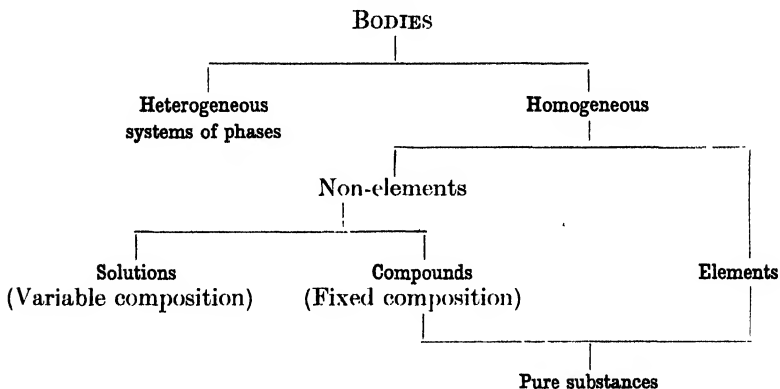 BODIES
Heterogeneous
systems of phases
Homogeneous
Non-elements
Solutions
(Variable composition)
Compounds
(Fixed composition)
Elements
Pure substances